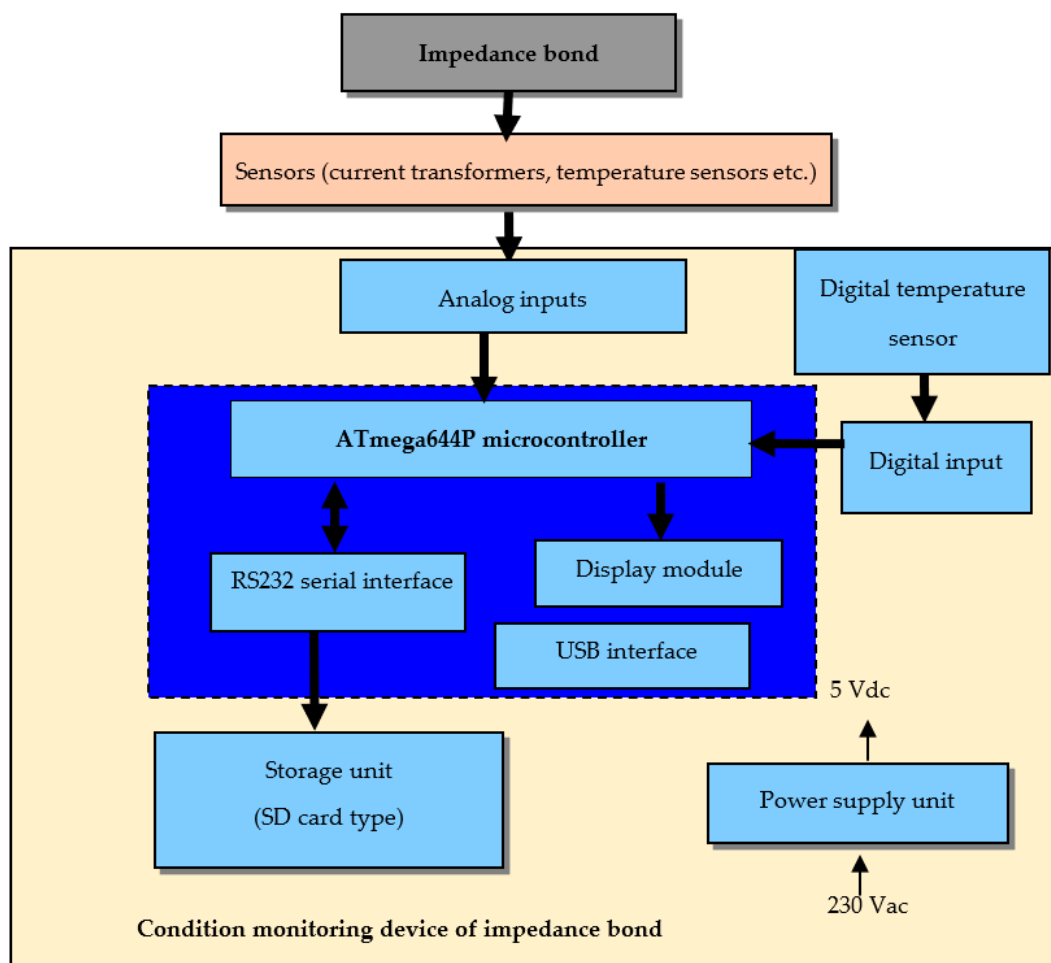 Impedance bond
Sensors (current transformers, temperature sensors etc.)
Analog inputs
Digital temperature
sensor
ATmega644P microcontroller
Digital input
RS232 serial interface
Display module
USB interface
5 Vdc
Storage unit
(SD card type)
Power supply unit
230 Vac
Condition monitoring device of impedance bond